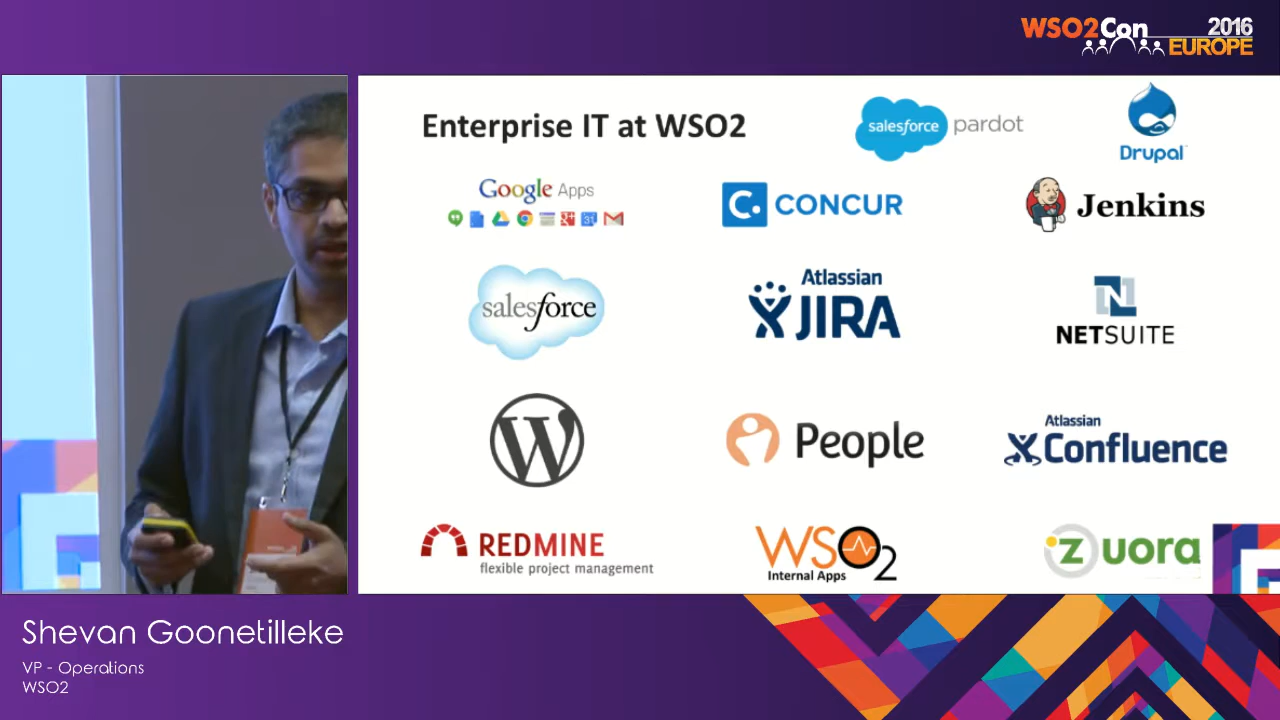 WSO2Con 2016
EUROPE
Enterprise IT at WSO2
salesforce pardot
Drupal
Google Apps
31
C. CONCUR
Jenkins
salesforce
Atlassian
JIRA
N
NETSUITE
W
People
Atlassian
Confluence
REDMINE
flexible project management
WSO2
Internal Apps
zuora
Shevan Goonetilleke
VP - Operations
WSO2